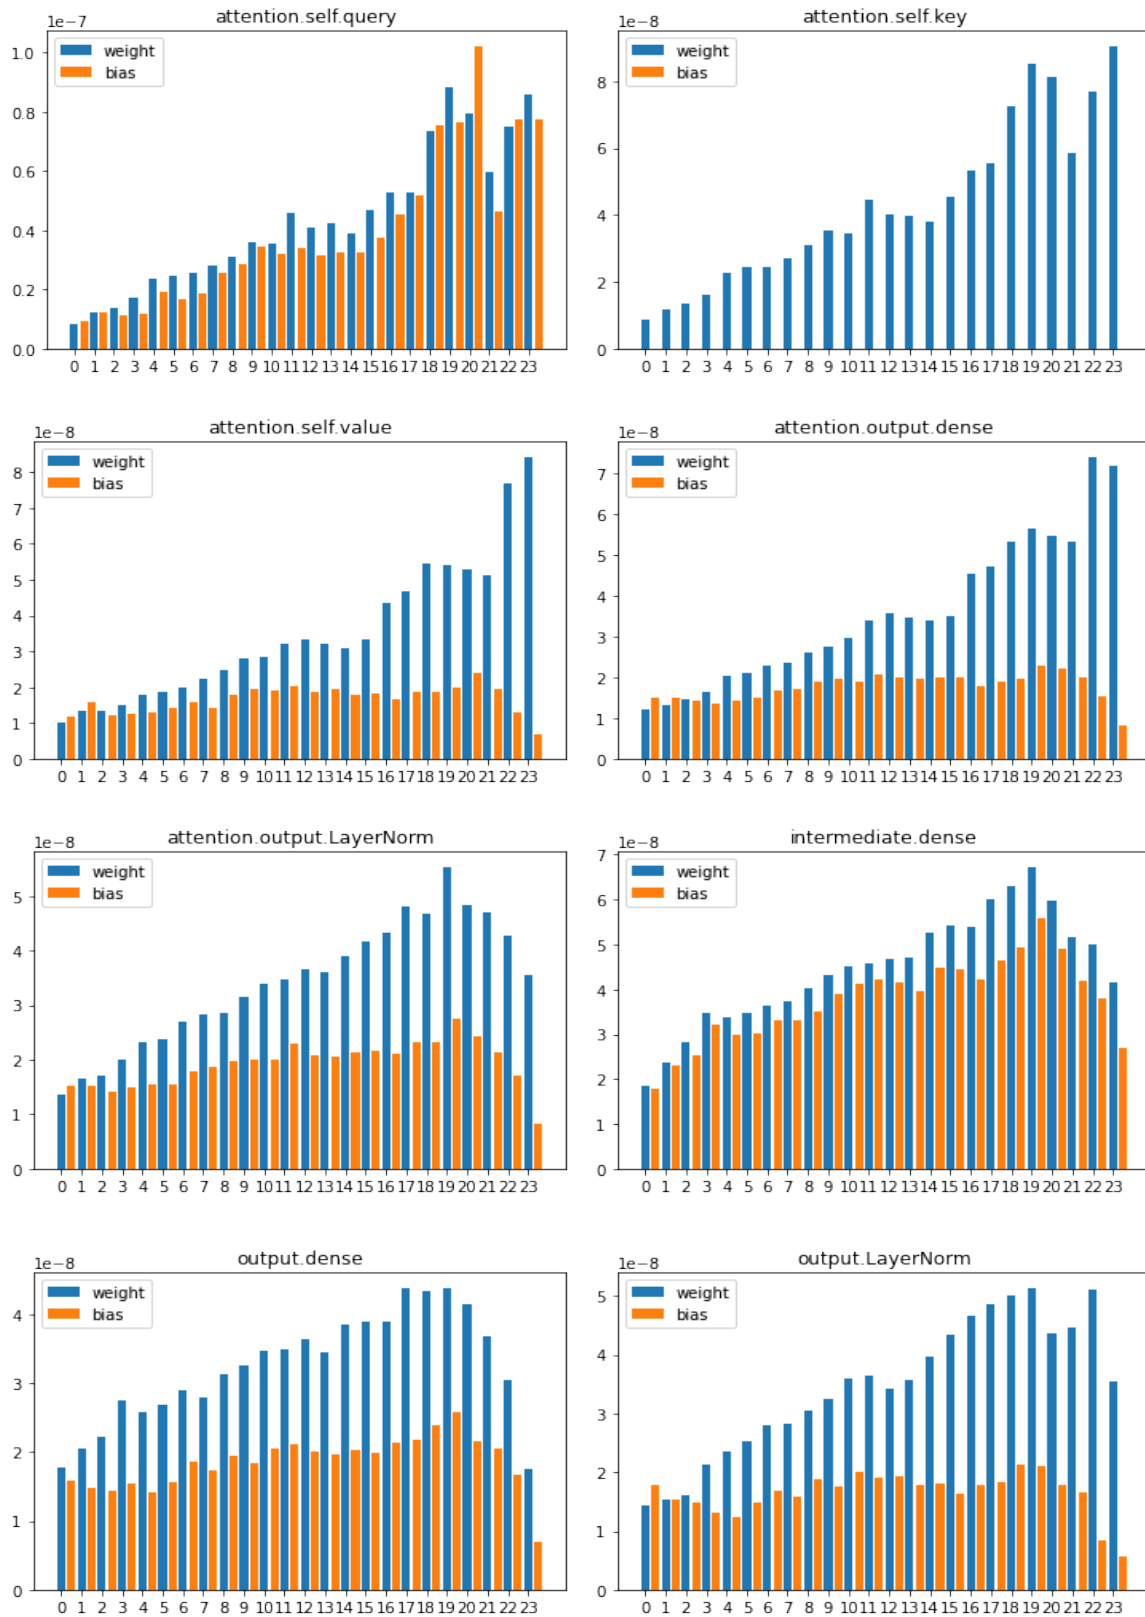 attention.self.query
1e−7
weight
bias
1.0
0.8
0.6
0.4
0.2
0.0
0 1 2 3 4 5 6 7 8 9 10 11 12 13 14 15 16 17 18 19 20 21 22 23
attention.self.key
1e−8
weight
bias
8
6
4
2
0
0 1 2 3 4 5 6 7 8 9 10 11 12 13 14 15 16 17 18 19 20 21 22 23
attention.self.value
1e−8
weight
bias
8
7
6
5
4
3
2
1
0
0 1 2 3 4 5 6 7 8 9 10 11 12 13 14 15 16 17 18 19 20 21 22 23
attention.output.dense
1e−8
weight
bias
7
6
5
4
3
2
1
0
0 1 2 3 4 5 6 7 8 9 10 11 12 13 14 15 16 17 18 19 20 21 22 23
attention.output.LayerNorm
1e−8
weight
bias
5
4
3
2
1
0
0 1 2 3 4 5 6 7 8 9 10 11 12 13 14 15 16 17 18 19 20 21 22 23
intermediate.dense
1e−8
weight
bias
7
6
5
4
3
2
1
0
0 1 2 3 4 5 6 7 8 9 10 11 12 13 14 15 16 17 18 19 20 21 22 23
output.dense
1e−8
weight
bias
4
3
2
1
0
0 1 2 3 4 5 6 7 8 9 10 11 12 13 14 15 16 17 18 19 20 21 22 23
output.LayerNorm
1e−8
weight
bias
5
4
3
2
1
0
0 1 2 3 4 5 6 7 8 9 10 11 12 13 14 15 16 17 18 19 20 21 22 23